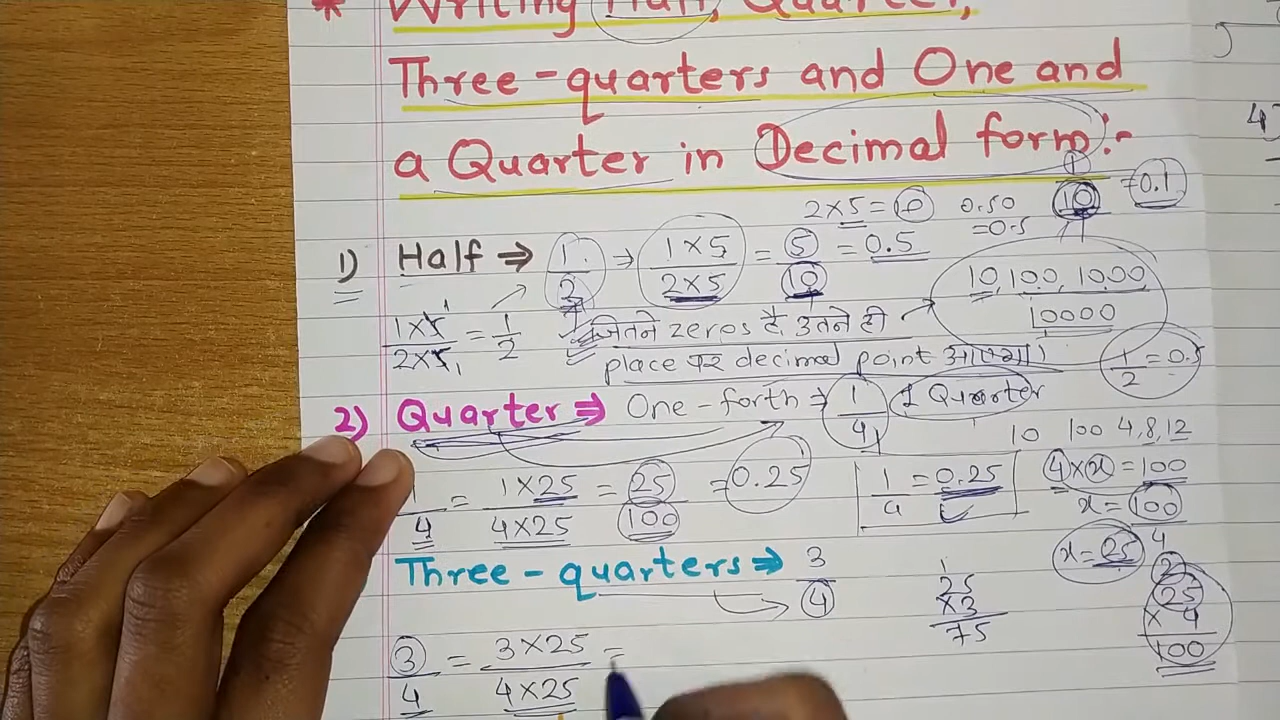 * Writing Half, Quarter,
Three-quarters and One and
a Quarter in Decimal form:-
2×5=10 0.50 =0.5 1/10 =0.1
1) Half ⇒ 1/2 → 1×5/2×5 = 5/10 = 0.5
10,100,1000
10000
1×5/2×5 = 1/2
जितने zeros है उतने ही
place पर decimal point आएगा।
1/2 = 0.5
2) Quarter ⇒ One-forth → 1/4 1 Quarter
10 100 4,8,12
1/4 = 1×25/4×25 = 25/100 = 0.25
1/4 = 0.25
4×x=100
x=100/4
x=25
Three-quarters ⇒ 3/4
25
×3
75
25
× 4
100
3/4 = 3×25/4×25 =